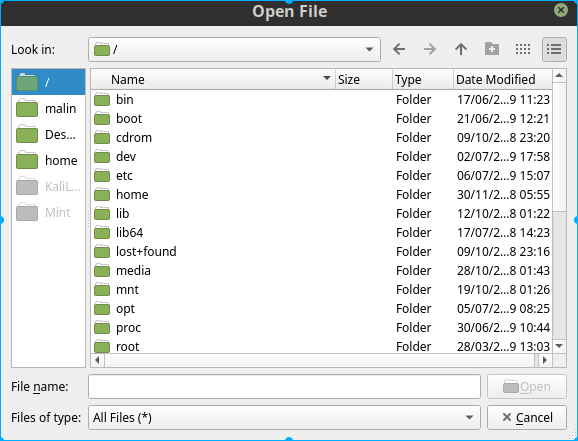 Open File
Look in: /
Name Size Type Date Modified
/
malin
Des...
home
KaliL...
Mint
bin Folder 17/06/2...9 11:23
boot Folder 21/06/2...9 12:21
cdrom Folder 09/10/2...8 23:20
dev Folder 02/07/2...9 17:58
etc Folder 06/07/2...9 15:07
home Folder 30/11/2...8 05:55
lib Folder 12/10/2...8 01:22
lib64 Folder 17/07/2...8 14:23
lost+found Folder 09/10/2...8 23:16
media Folder 28/10/2...8 01:43
mnt Folder 19/10/2...8 01:26
opt Folder 05/07/2...9 08:25
proc Folder 30/06/2...9 10:44
root Folder 28/03/2...9 13:03
File name: Open
Files of type: All Files (*) Cancel